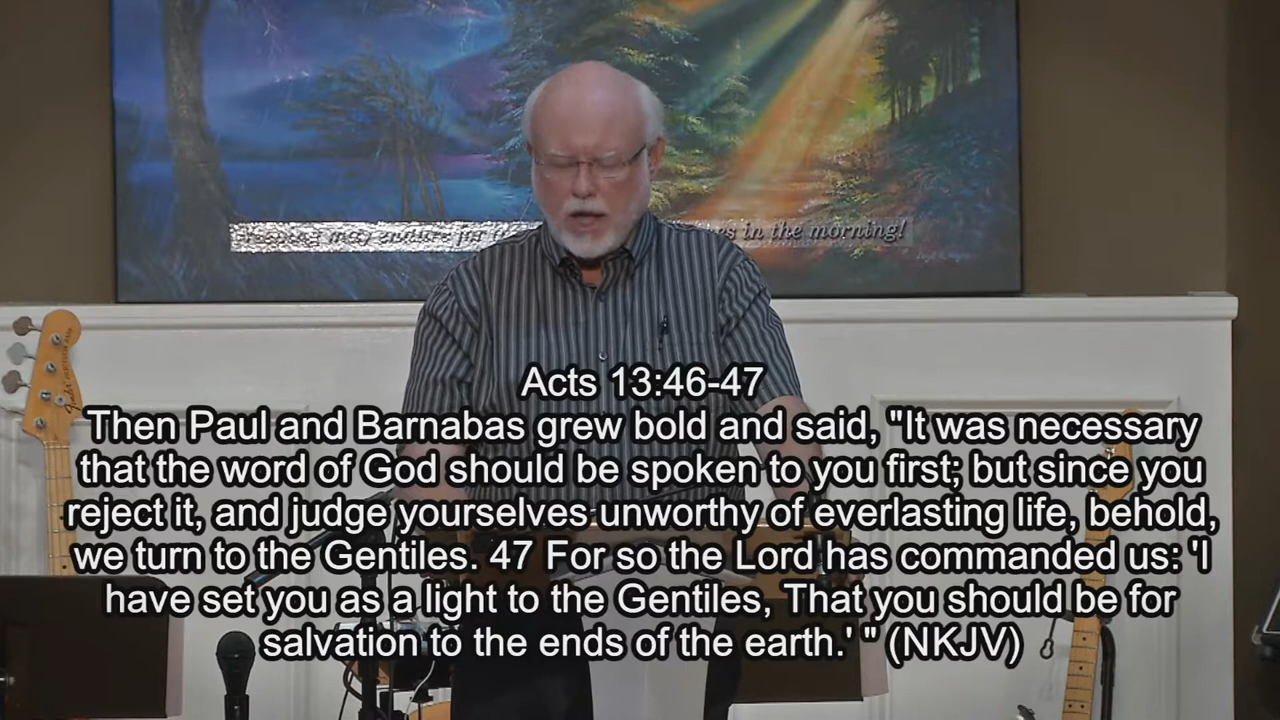 may endure for
in the morning!
Acts 13:46-47
Then Paul and Barnabas grew bold and said, "It was necessary
that the word of God should be spoken to you first; but since you
reject it, and judge yourselves unworthy of everlasting life, behold,
we turn to the Gentiles. 47 For so the Lord has commanded us: 'I
have set you as a light to the Gentiles, That you should be for
salvation to the ends of the earth.' " (NKJV)